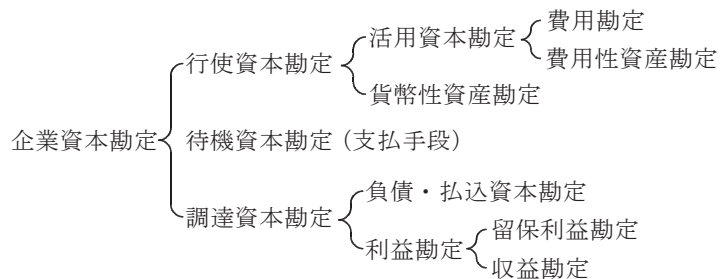 費用勘定
活用資本勘定
費用性資産勘定
行使資本勘定
貨幣性資産勘定
企業資本勘定
待機資本勘定 (支払手段)
負債・払込資本勘定
調達資本勘定
留保利益勘定
利益勘定
収益勘定